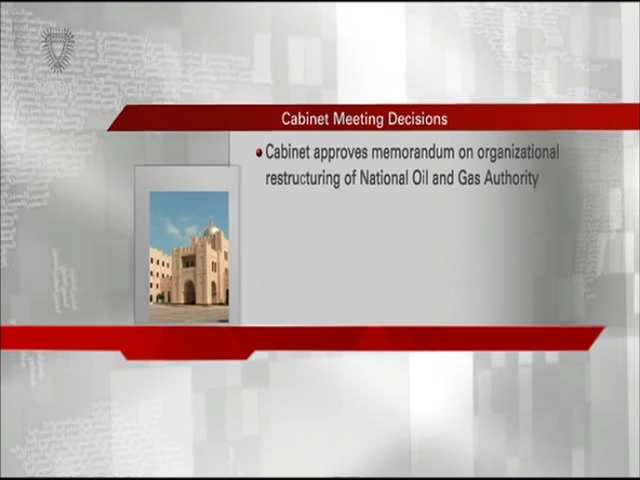 Cabinet Meeting Decisions
Cabinet approves memorandum on organizational
restructuring of National Oil and Gas Authority